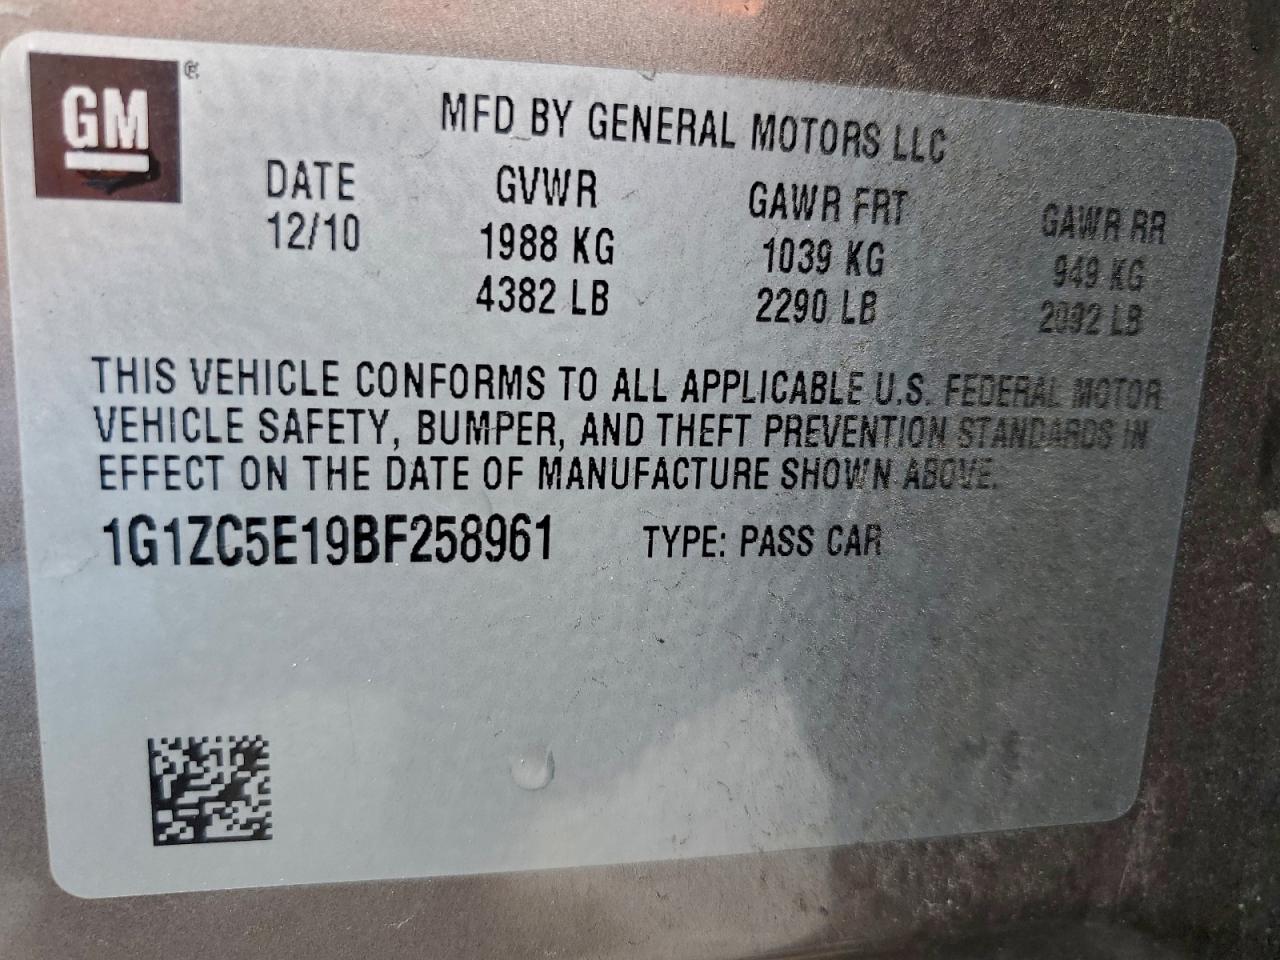 GM
MFD BY GENERAL MOTORS LLC
DATE GVWR GAWR FRT GAWR RR
12/10 1988 KG 1039 KG 949 KG
4382 LB 2290 LB 2092 LB
THIS VEHICLE CONFORMS TO ALL APPLICABLE U.S. FEDERAL MOTOR
VEHICLE SAFETY, BUMPER, AND THEFT PREVENTION STANDARDS IN
EFFECT ON THE DATE OF MANUFACTURE SHOWN ABOVE.
1G1ZC5E19BF258961 TYPE: PASS CAR